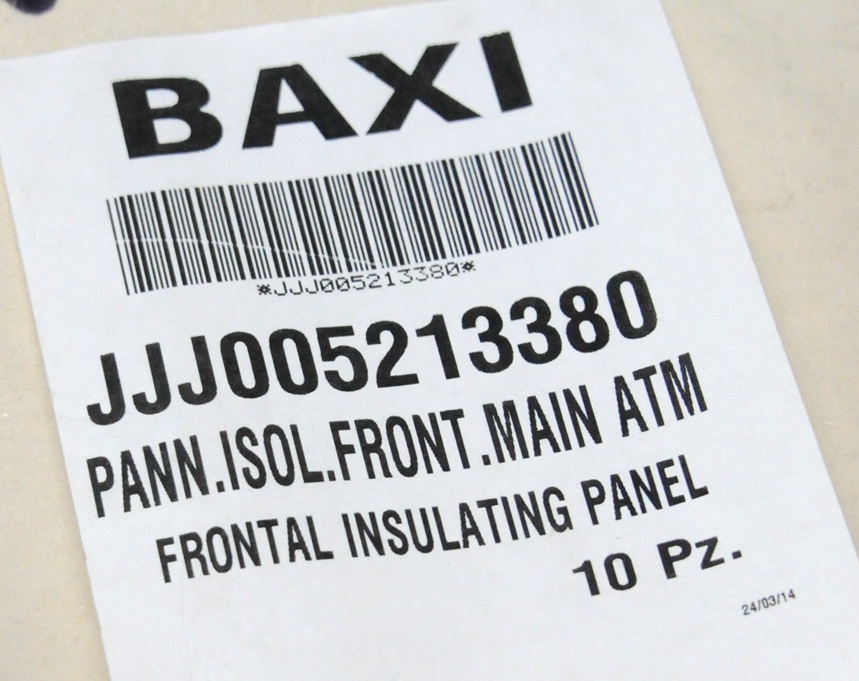 BAXI
*JJJ005213380*
JJJ005213380
PANN.ISOL.FRONT.MAIN ATM
FRONTAL INSULATING PANEL
10 Pz.
24/03/14